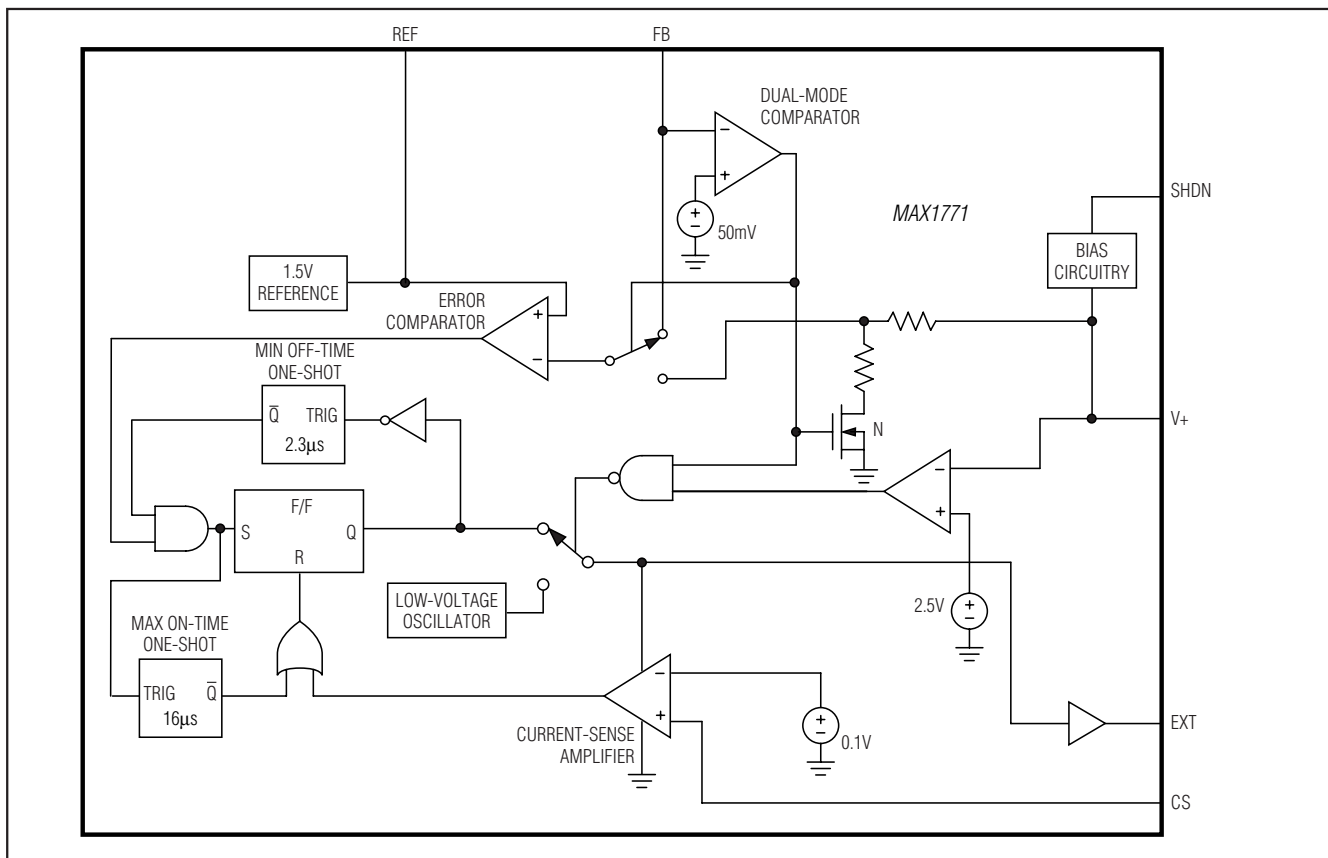 REF
FB
DUAL-MODE
COMPARATOR
−
+
+
−
50mV
MAX1771
SHDN
BIAS
CIRCUITRY
1.5V
REFERENCE
ERROR
COMPARATOR
+
−
MIN OFF-TIME
ONE-SHOT
Q̅ TRIG
2.3µs
N
V+
−
+
F/F
S Q
R
LOW-VOLTAGE
OSCILLATOR
2.5V
+
−
MAX ON-TIME
ONE-SHOT
TRIG Q̅
16µs
−
+
CURRENT-SENSE
AMPLIFIER
+
−
0.1V
EXT
CS